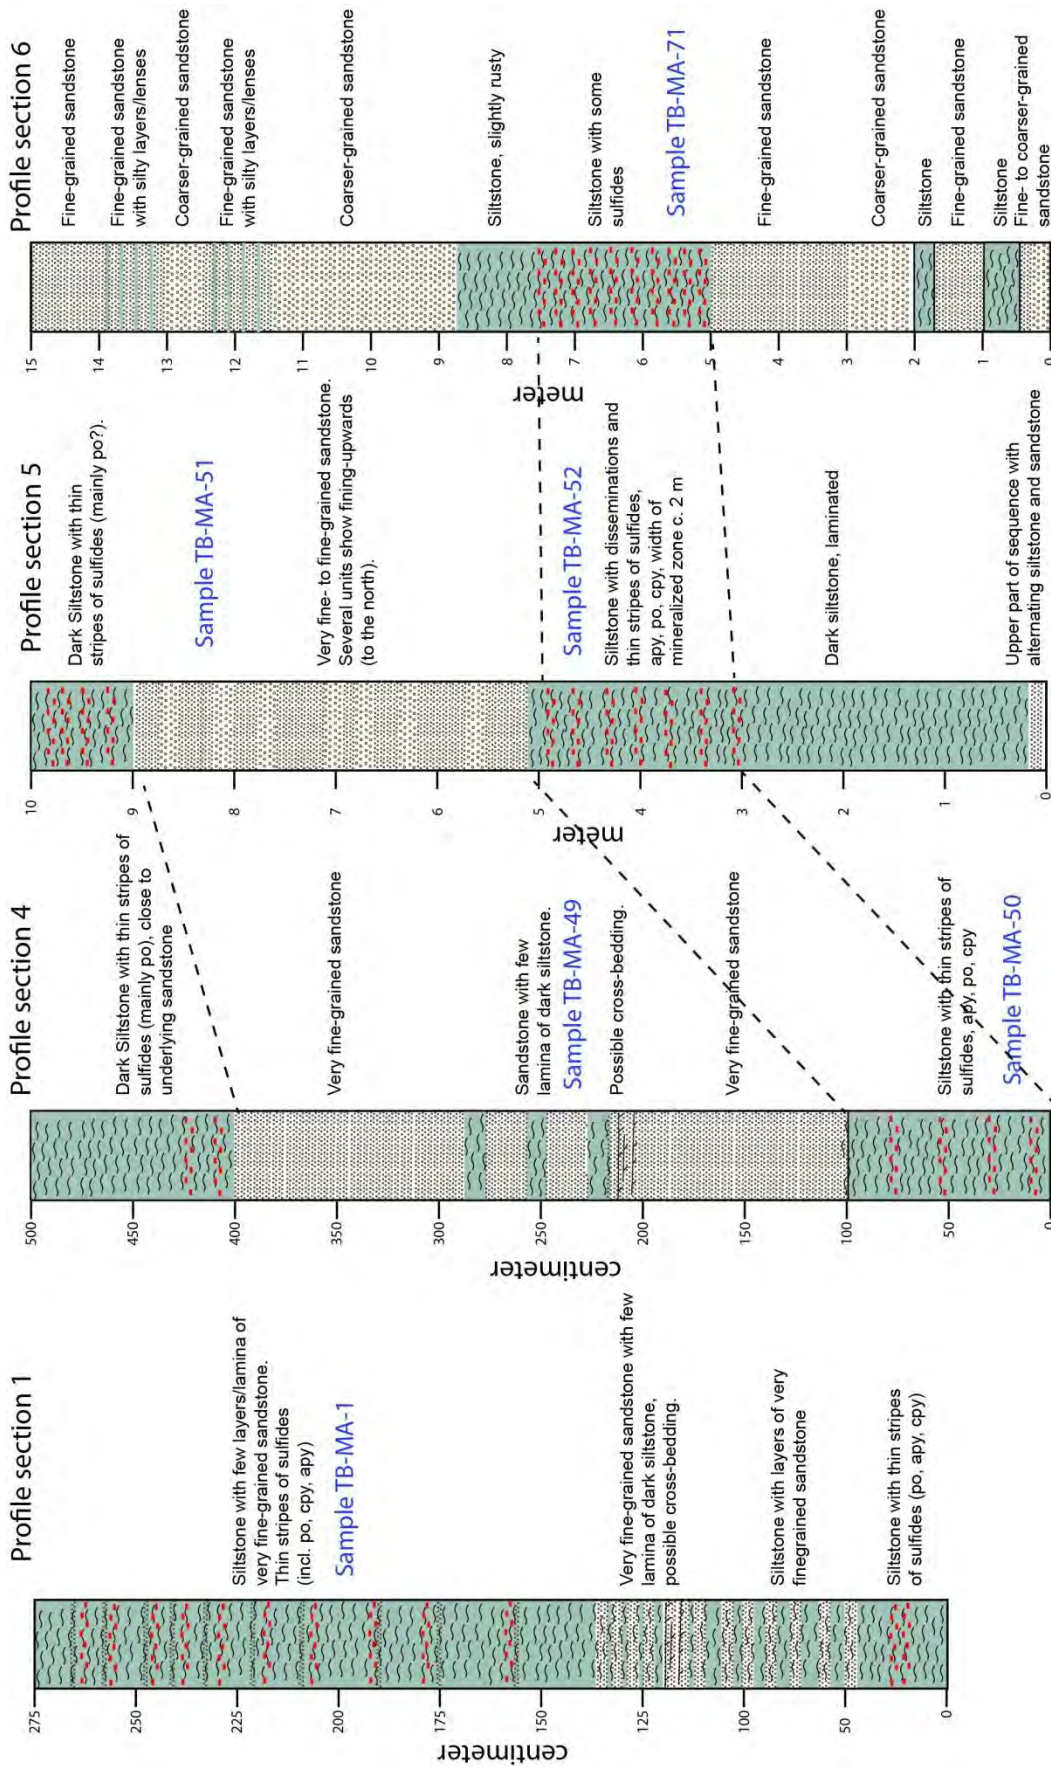 Profile section 1
275
250
225
200
175
150
125
100
50
0
centimeter
Siltstone with few layers/lamina of
very fine-grained sandstone.
Thin stripes of sulfides
(incl. po, cpy, apy)
Sample TB-MA-1
Very fine-grained sandstone with few
lamina of dark siltstone,
possible cross-bedding.
Siltstone with layers of very
finegrained sandstone
Siltstone with thin stripes
of sulfides (po, apy, cpy)
Profile section 4
500
450
400
350
300
250
200
150
100
50
0
centimeter
Dark Siltstone with thin stripes of
sulfides (mainly po), close to
underlying sandstone
Very fine-grained sandstone
Sandstone with few
lamina of dark siltstone.
Sample TB-MA-49
Possible cross-bedding.
Very fine-grained sandstone
Siltstone with thin stripes of
sulfides, apy, po, cpy
Sample TB-MA-50
Profile section 5
10
9
8
7
6
5
4
3
2
1
0
meter
Dark Siltstone with thin
stripes of sulfides (mainly po?).
Sample TB-MA-51
Very fine- to fine-grained sandstone.
Several units show fining-upwards
(to the north).
Sample TB-MA-52
Siltstone with disseminations and
thin stripes of sulfides,
apy, po, cpy, width of
mineralized zone c. 2 m
Dark siltstone, laminated
Upper part of sequence with
alternating siltstone and sandstone
Profile section 6
15
14
13
12
11
10
9
8
7
6
5
4
3
2
1
0
meter
Fine-grained sandstone
Fine-grained sandstone
with silty layers/lenses
Coarser-grained sandstone
Fine-grained sandstone
with silty layers/lenses
Coarser-grained sandstone
Siltstone, slightly rusty
Siltstone with some
sulfides
Sample TB-MA-71
Fine-grained sandstone
Coarser-grained sandstone
Siltstone
Fine-grained sandstone
Siltstone
Fine- to coarser-grained
sandstone